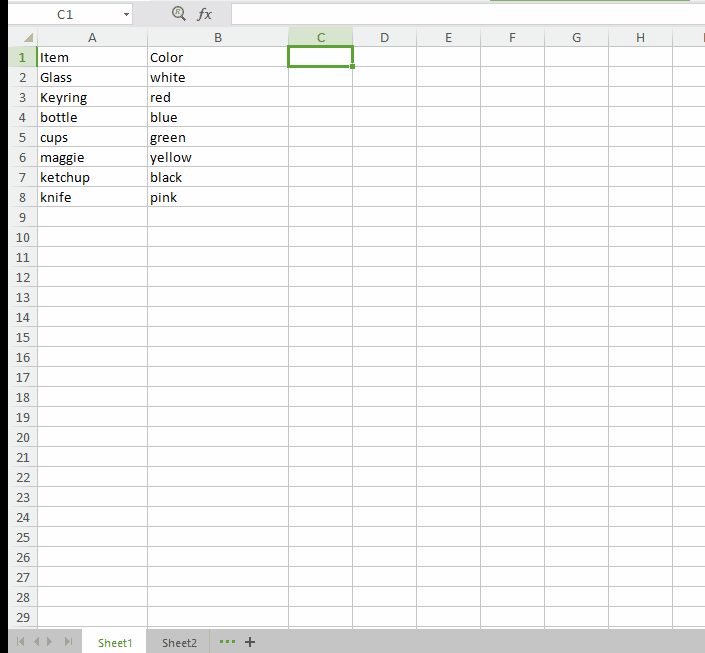 C1 fx
A B C D E F G H
1 Item Color
2 Glass white
3 Keyring red
4 bottle blue
5 cups green
6 maggie yellow
7 ketchup black
8 knife pink
9
10
11
12
13
14
15
16
17
18
19
20
21
22
23
24
25
26
27
28
29
Sheet1 Sheet2